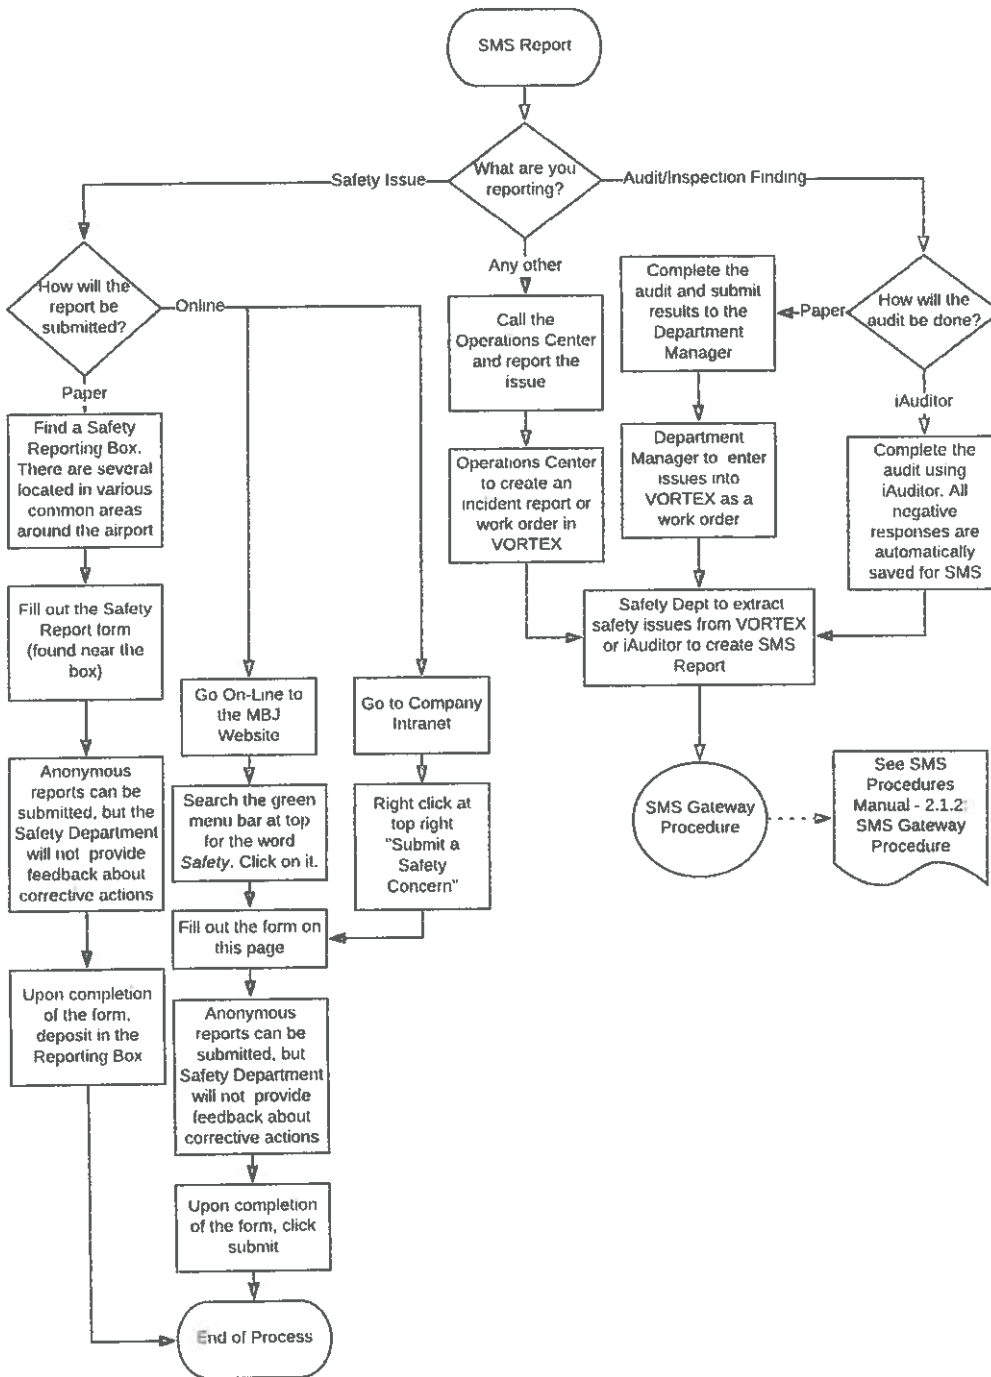 SMS Report
What are you
reporting?
Safety Issue
Audit/Inspection Finding
Any other
How will the
report be
submitted?
Online
Paper
Find a Safety
Reporting Box.
There are several
located in various
common areas
around the airport
Fill out the Safety
Report form
(found near the
box)
Anonymous
reports can be
submitted, but the
Safety Department
will not provide
feedback about
corrective actions
Upon completion
of the form,
deposit in the
Reporting Box
Go On-Line to
the MBJ
Website
Search the green
menu bar at top
for the word
Safety. Click on it.
Fill out the form on
this page
Anonymous
reports can be
submitted, but
Safety Department
will not provide
feedback about
corrective actions
Upon completion
of the form, click
submit
End of Process
Go to Company
Intranet
Right click at
top right
"Submit a
Safety
Concern"
Call the
Operations Center
and report the
issue
Operations Center
to create an
incident report or
work order in
VORTEX
Complete the
audit and submit
results to the
Department
Manager
Paper
How will the
audit be done?
iAuditor
Department
Manager to enter
issues into
VORTEX as a
work order
Complete the
audit using
iAuditor. All
negative
responses are
automatically
saved for SMS
Safety Dept to extract
safety issues from VORTEX
or iAuditor to create SMS
Report
SMS Gateway
Procedure
See SMS
Procedures
Manual - 2.1.2:
SMS Gateway
Procedure